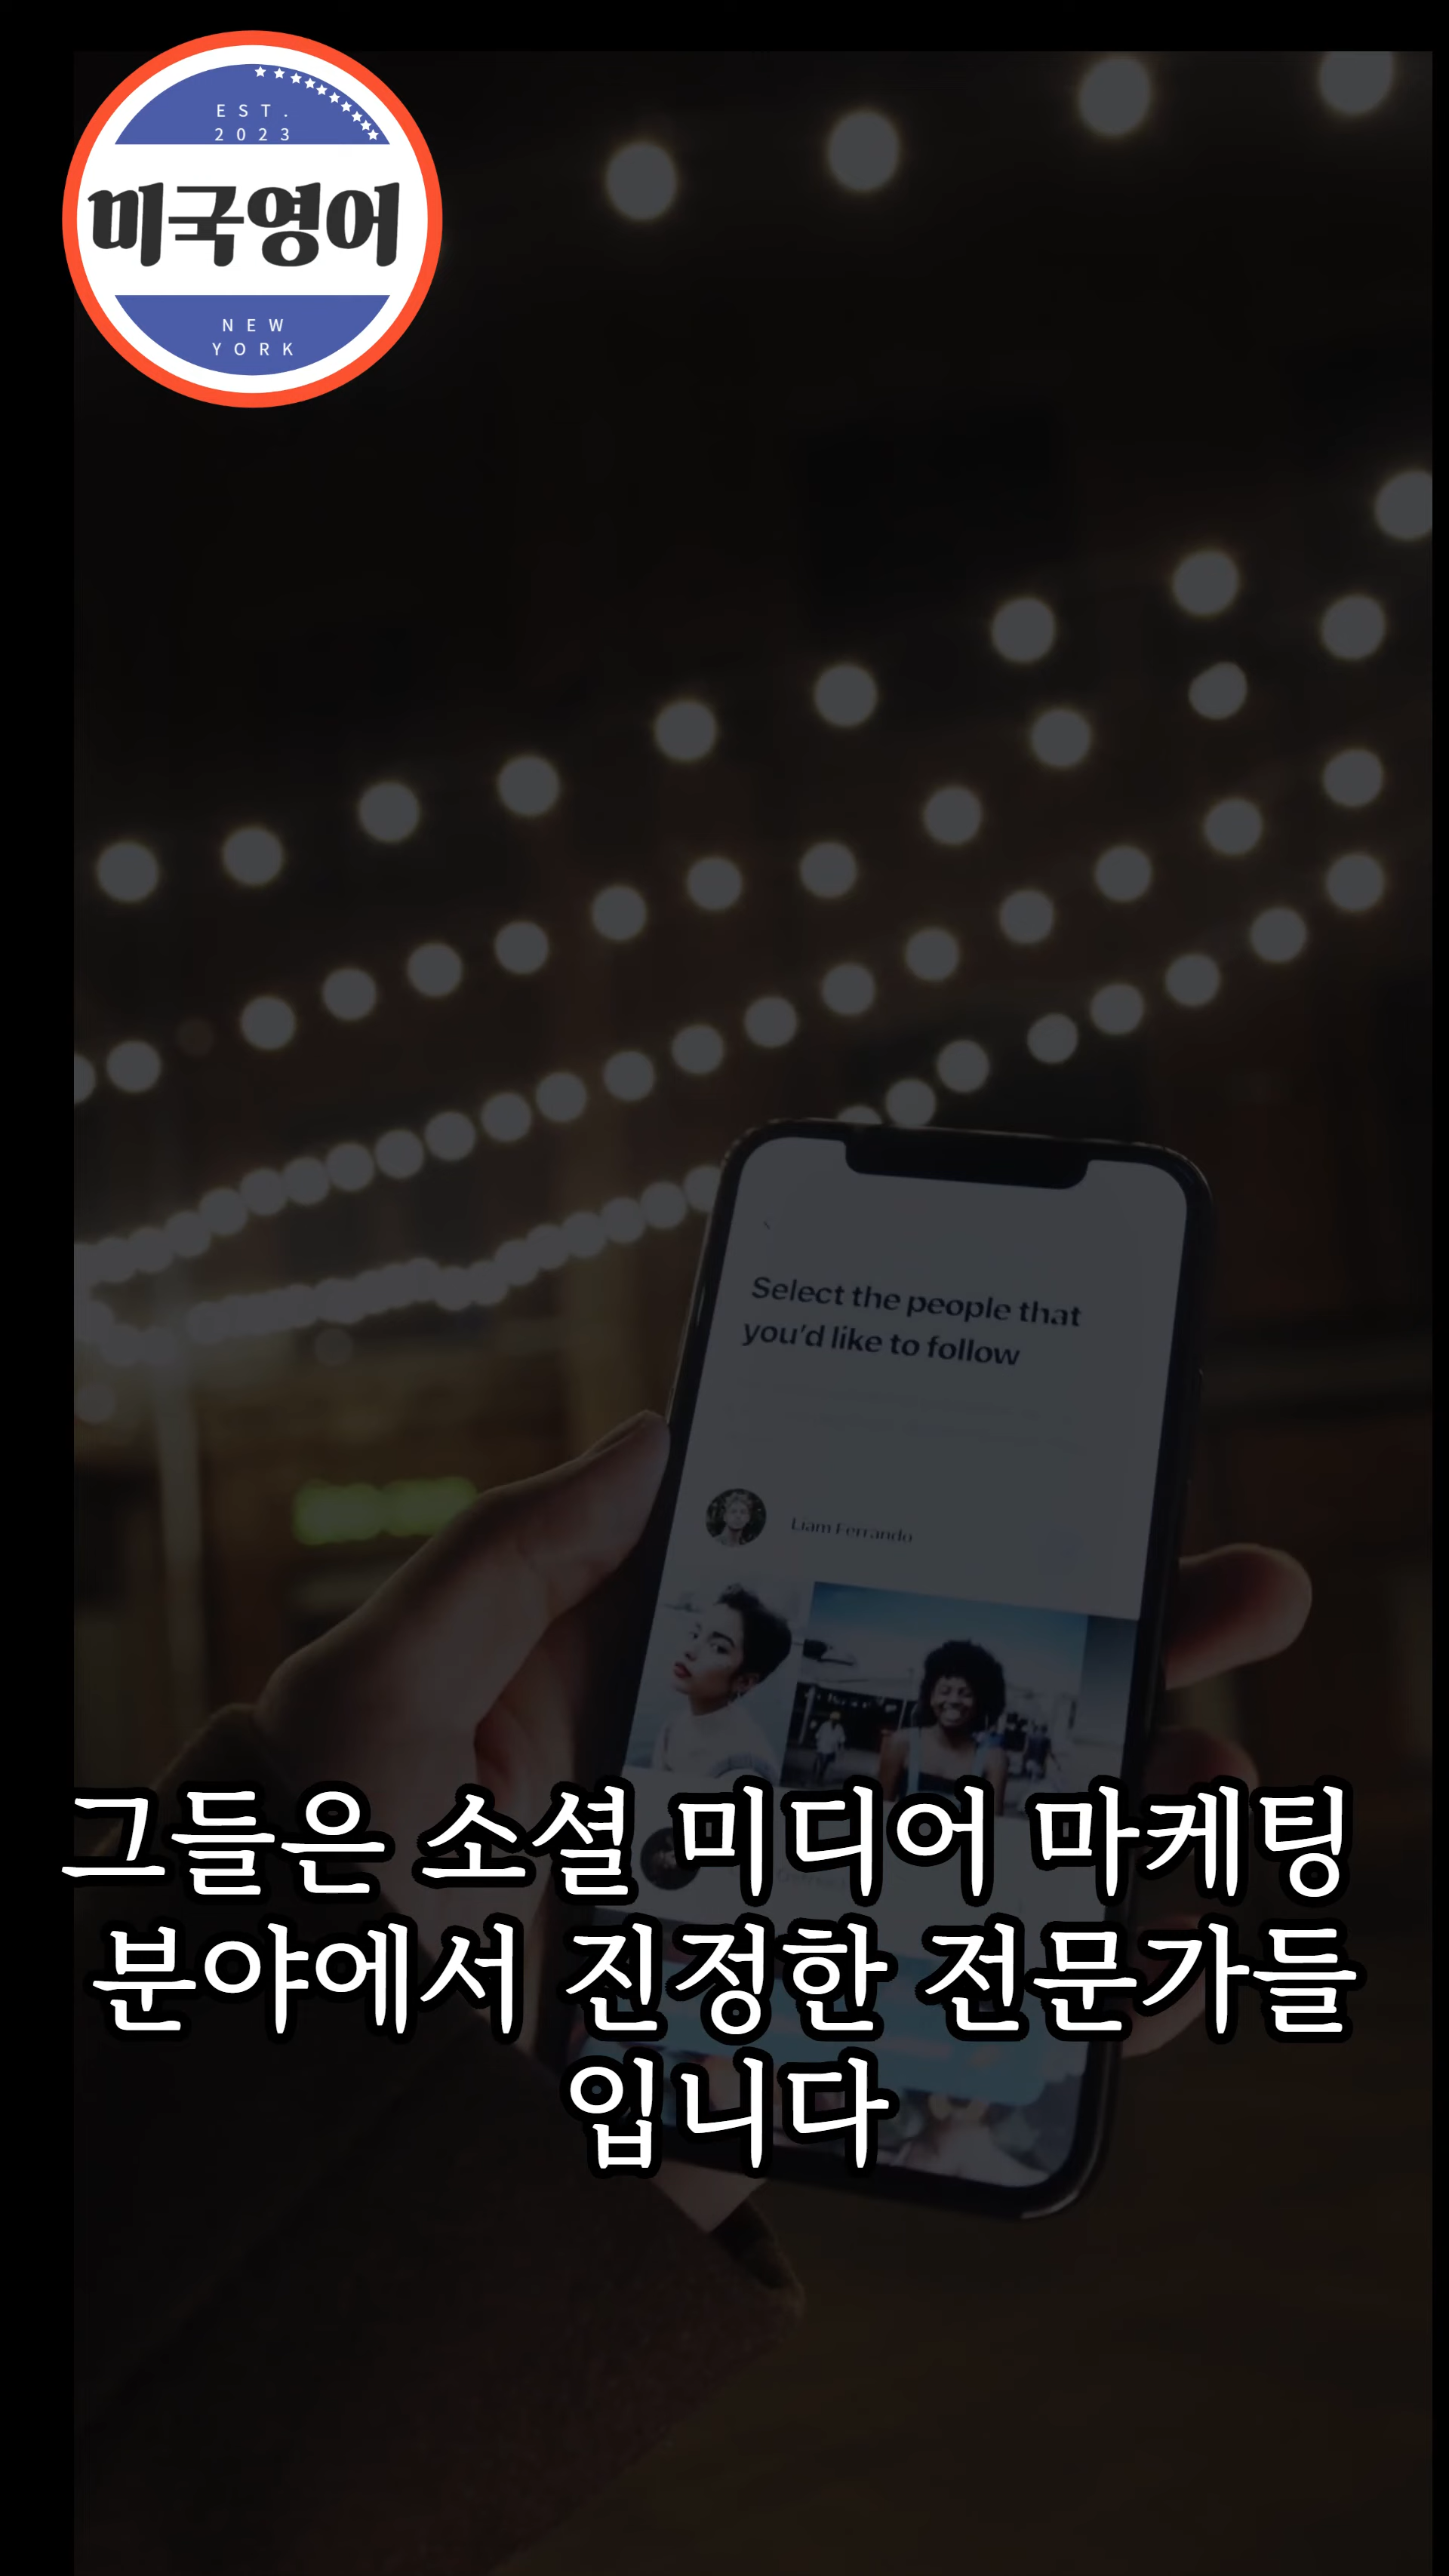 EST.
2023
미국영어
NEW
YORK
Select the people that
you'd like to follow
Liam Ferrando
그들은 소셜 미디어 마케팅
분야에서 진정한 전문가들
입니다